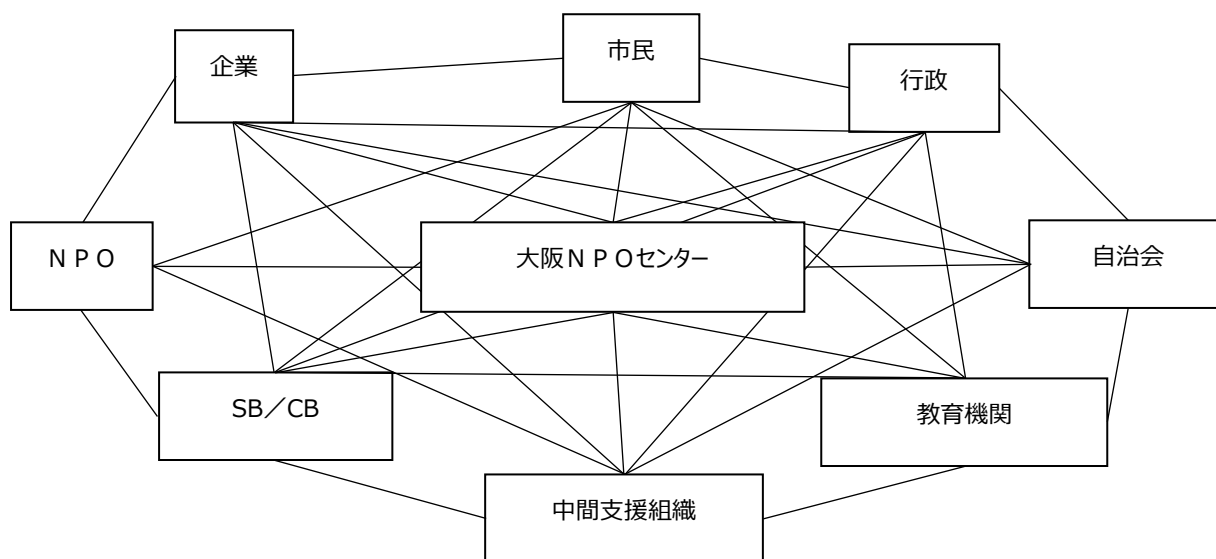 企業
市民
行政
ＮＰＯ
大阪ＮＰＯセンター
自治会
SB／CB
教育機関
中間支援組織